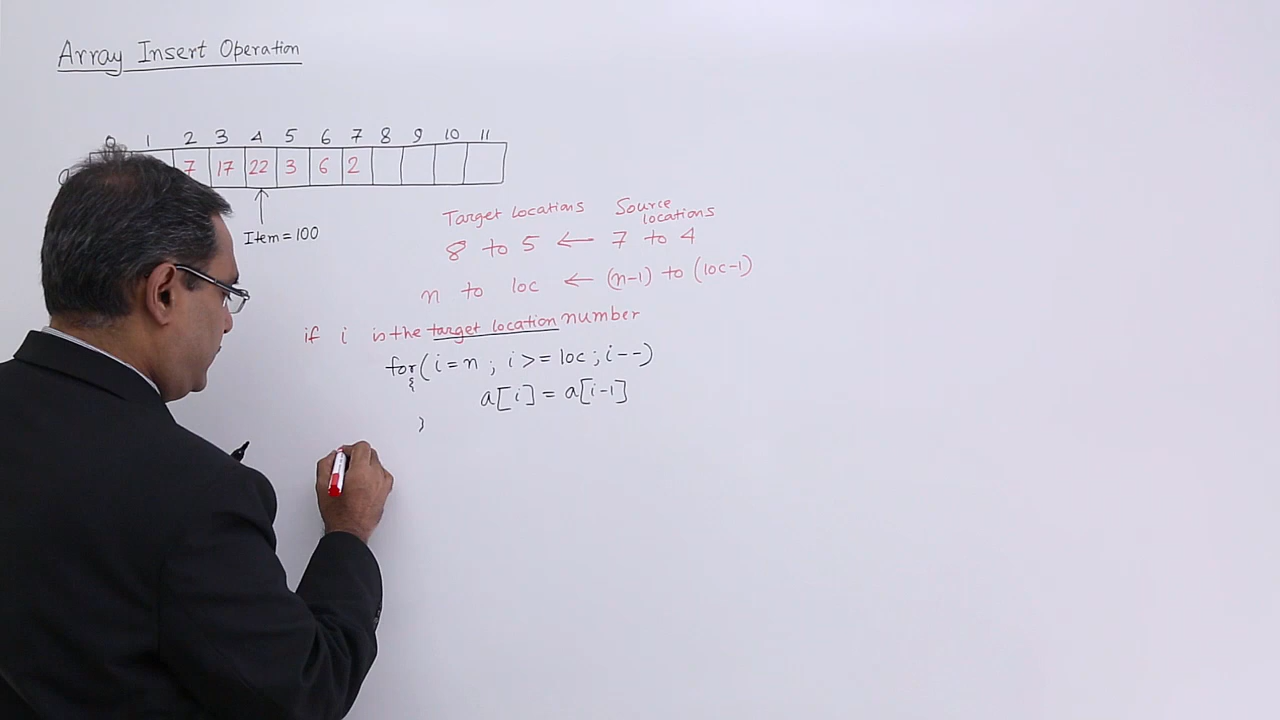 Array Insert Operation
0 1 2 3 4 5 6 7 8 9 10 11
a 7 17 22 3 6 2
Item = 100
Target locations Source locations
8 to 5 ← 7 to 4
n to loc ← (n-1) to (loc-1)
if i is the target location number
for(i=n ; i>= loc ; i--)
{
a[i] = a[i-1]
}